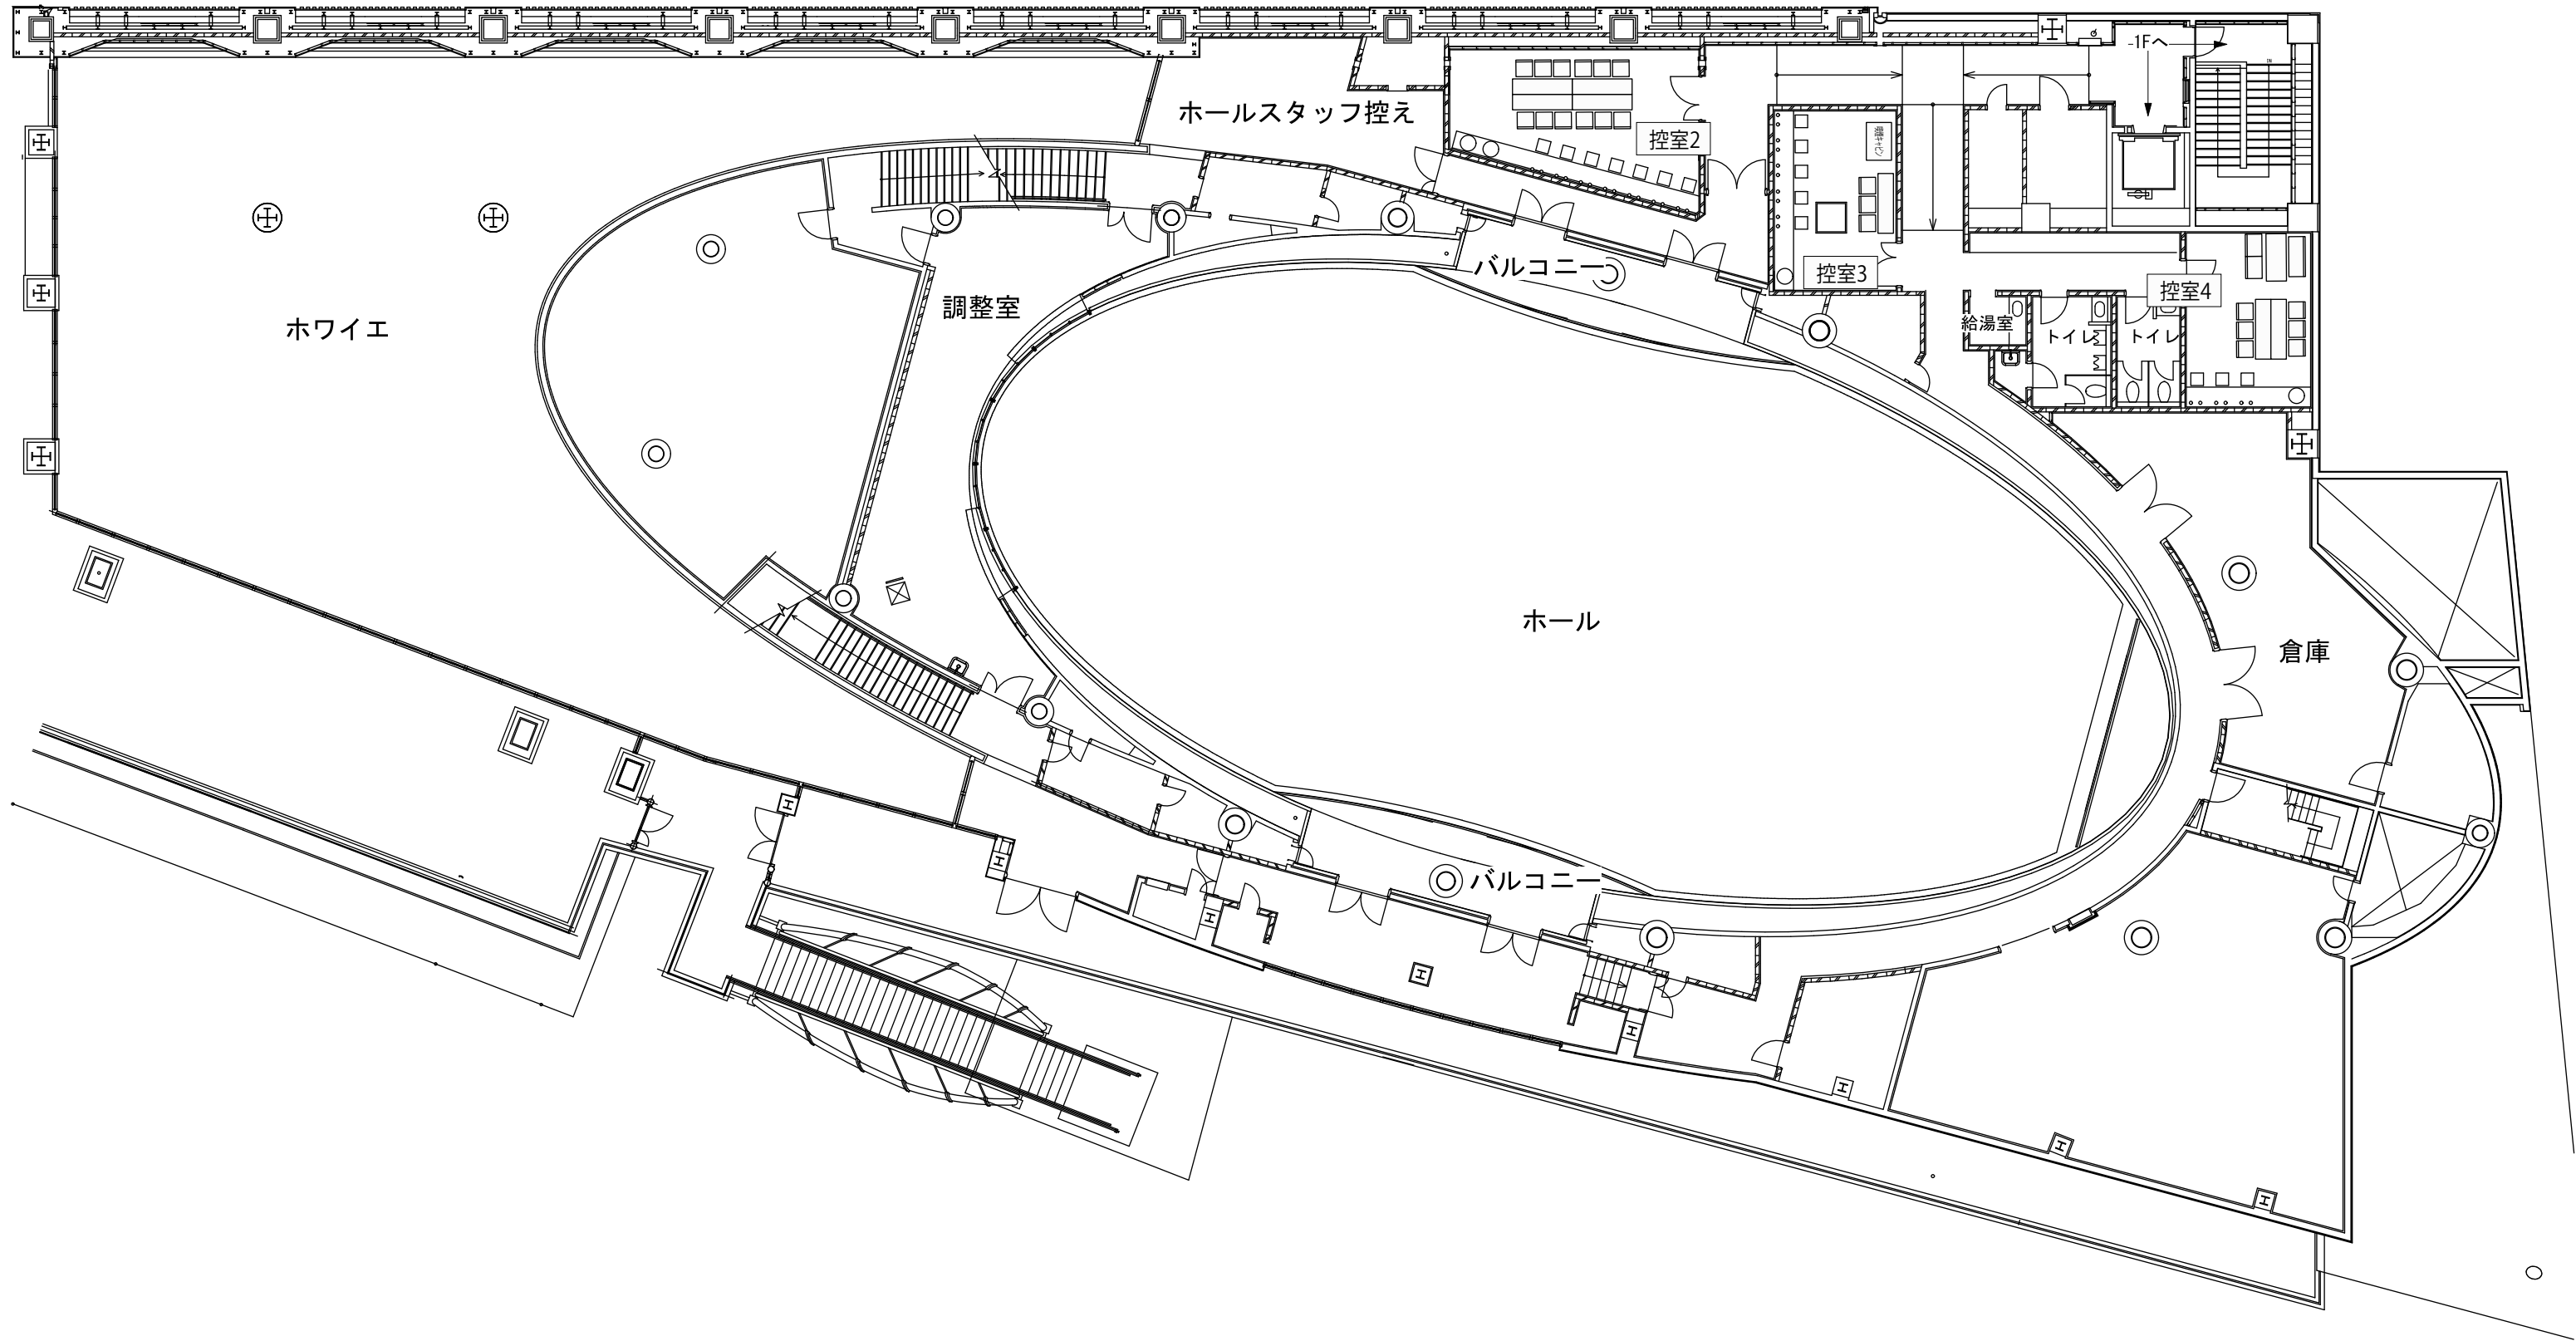 1Fへ
ホールスタッフ控え
控室2
バルコニー
控室3
控室4
調整室
給湯室
トイレ
トイレ
ホワイエ
ホール
倉庫
バルコニー